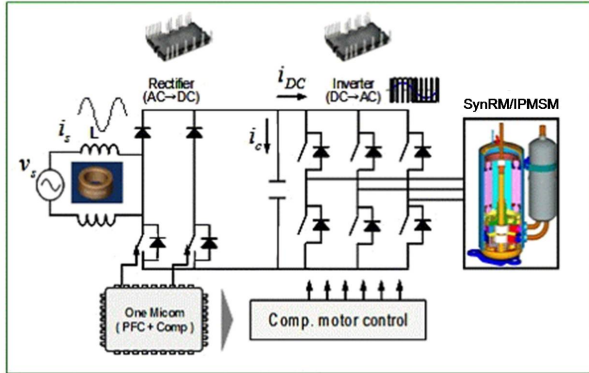 Rectifier
(AC→DC)
i_DC
Inverter
(DC→AC)
SynRM/IPMSM
i_s
L
i_c
v_s
One Micom
( PFC + Comp )
Comp. motor control